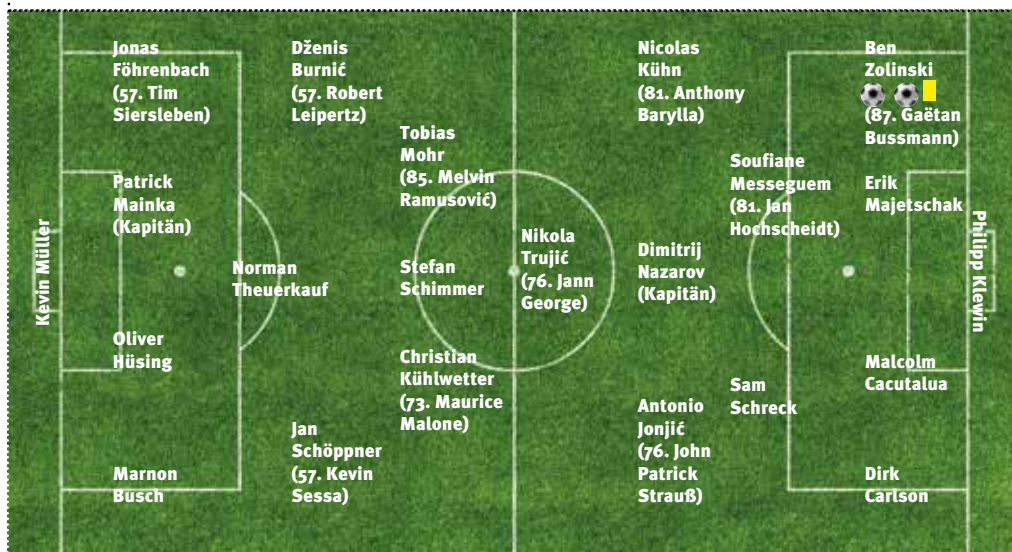 Kevin Müller
Jonas
Föhrenbach
(57. Tim
Siersleben)
Patrick
Mainka
(Kapitän)
Oliver
Hüsing
Marnon
Busch
Norman
Theuerkauf
Dženis
Burnić
(57. Robert
Leipertz)
Jan
Schöppner
(57. Kevin
Sessa)
Tobias
Mohr
(85. Melvin
Ramusović)
Stefan
Schimmer
Christian
Kühlwetter
(73. Maurice
Malone)
Nikola
Trujić
(76. Jann
George)
Nicolas
Kühn
(81. Anthony
Barylla)
Dimitrij
Nazarov
(Kapitän)
Antonio
Jonjić
(76. John
Patrick
Strauß)
Soufiane
Messeguem
(81. Jan
Hochscheidt)
Sam
Schreck
Ben
Zolinski
(87. Gaëtan
Bussmann)
Erik
Majetschak
Malcolm
Cacutalua
Dirk
Carlson
Philipp Klewin